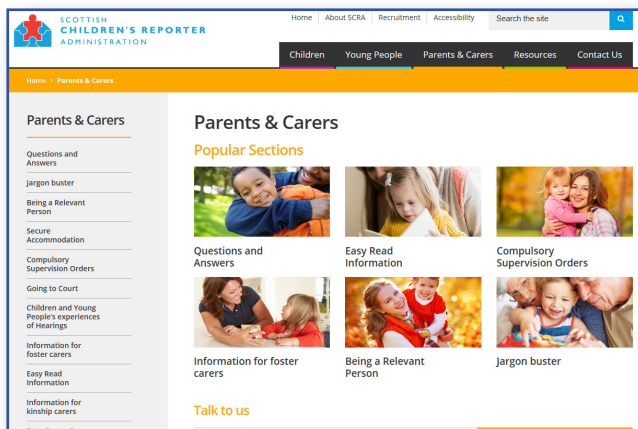 SCOTTISH
CHILDREN'S REPORTER
ADMINISTRATION
Home
About SCRA
Recruitment
Accessibility
Search the site
Children
Young People
Parents & Carers
Resources
Contact Us
Home > Parents & Carers
Parents & Carers
Questions and
Answers
Jargon buster
Being a Relevant
Person
Secure
Accommodation
Compulsory
Supervision Orders
Going to Court
Children and Young
People's experiences
of Hearings
Information for
foster carers
Easy Read
Information
Information for
kinship carers
Parents & Carers
Popular Sections
Questions and
Answers
Easy Read
Information
Compulsory
Supervision Orders
Information for foster
carers
Being a Relevant
Person
Jargon buster
Talk to us